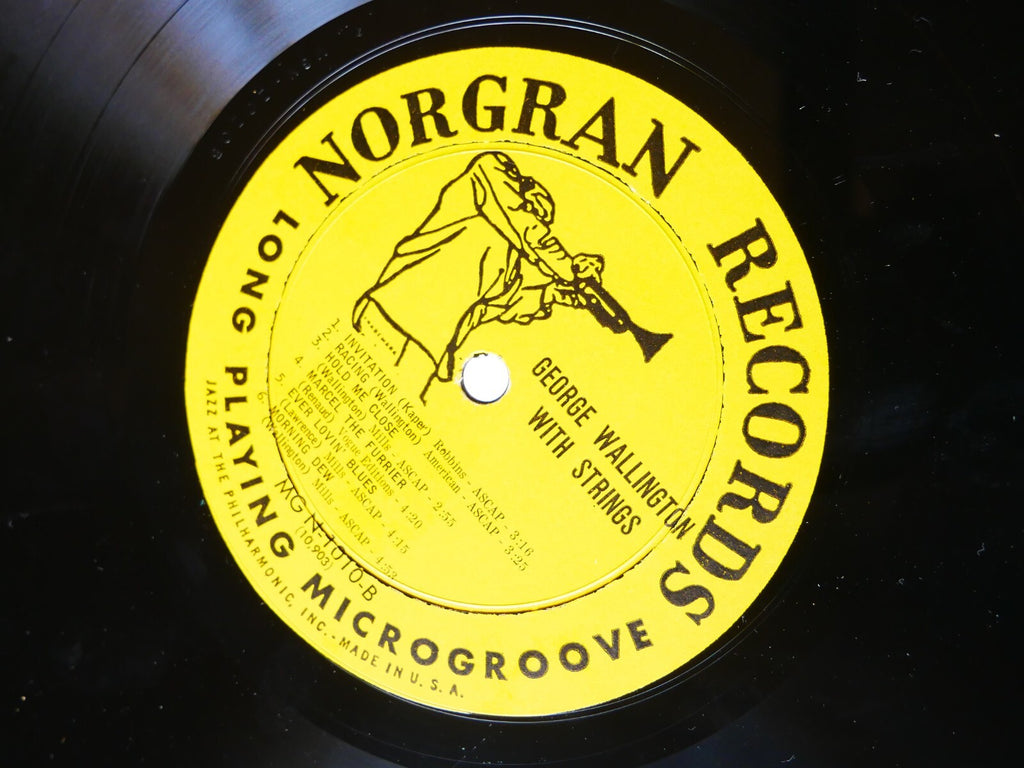 NORGRAN RECORDS
GEORGE WALLINGTON
WITH STRINGS
1. INVITATION (Kaper) Robbins - ASCAP - 3:16
2. RACING (Wallington) American - ASCAP - 3:25
3. HOLD ME CLOSE
(Wallington) Mills - ASCAP - 2:55
4. MARCEL THE FURRIER
(Renaud) Vogue Editions - 4:20
5. EVER LOVIN' BLUES
(Lawrence) Mills - ASCAP - 4:15
6. MORNING DEW
(Wallington) Mills - ASCAP - 4:53
MG N-1010-B
(10,903)
LONG PLAYING MICROGROOVE
JAZZ AT THE PHILHARMONIC, INC. - MADE IN U. S. A.